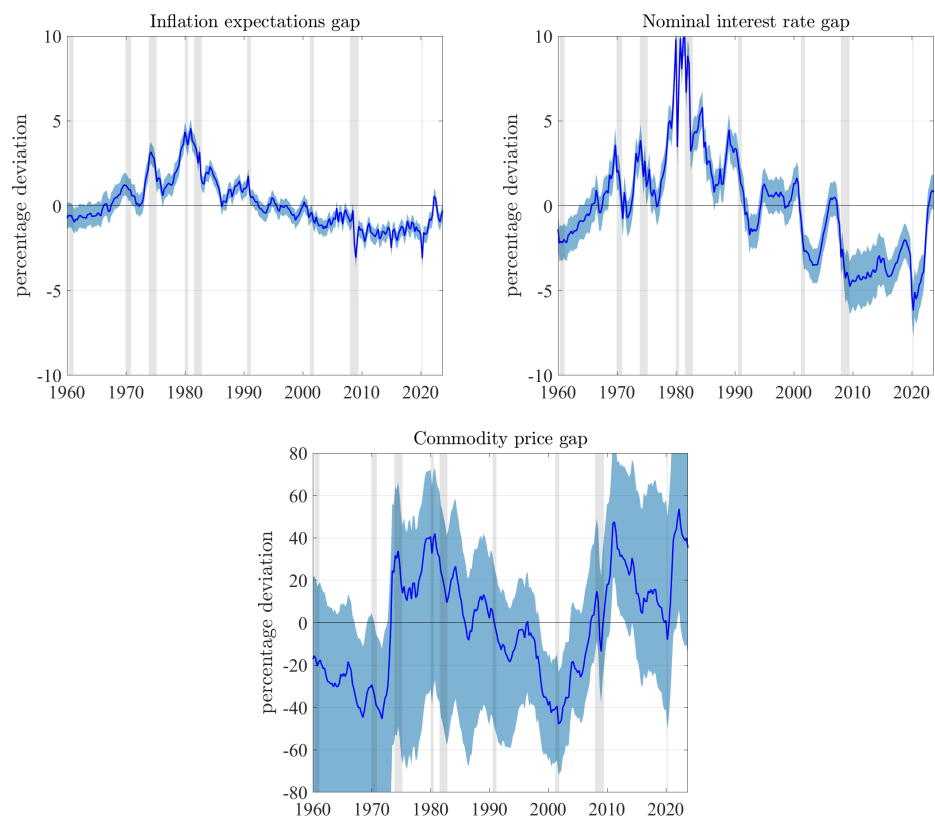 Inflation expectations gap
percentage deviation
10
5
0
-5
-10
1960 1970 1980 1990 2000 2010 2020
Nominal interest rate gap
percentage deviation
10
5
0
-5
-10
1960 1970 1980 1990 2000 2010 2020
Commodity price gap
percentage deviation
80
60
40
20
0
-20
-40
-60
-80
1960 1970 1980 1990 2000 2010 2020